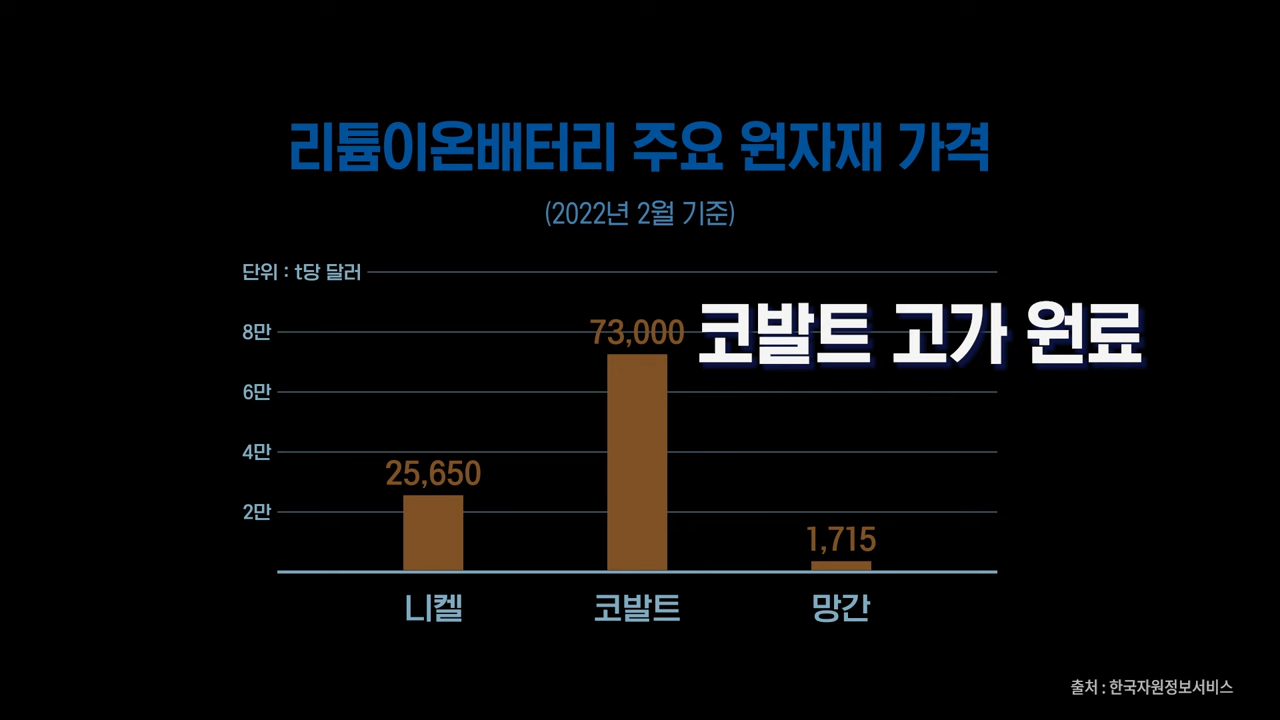 리튬이온배터리 주요 원자재 가격
(2022년 2월 기준)
단위 : t당 달러
8만
6만
4만
2만
25,650
73,000
1,715
코발트 고가 원료
니켈
코발트
망간
출처 : 한국자원정보서비스